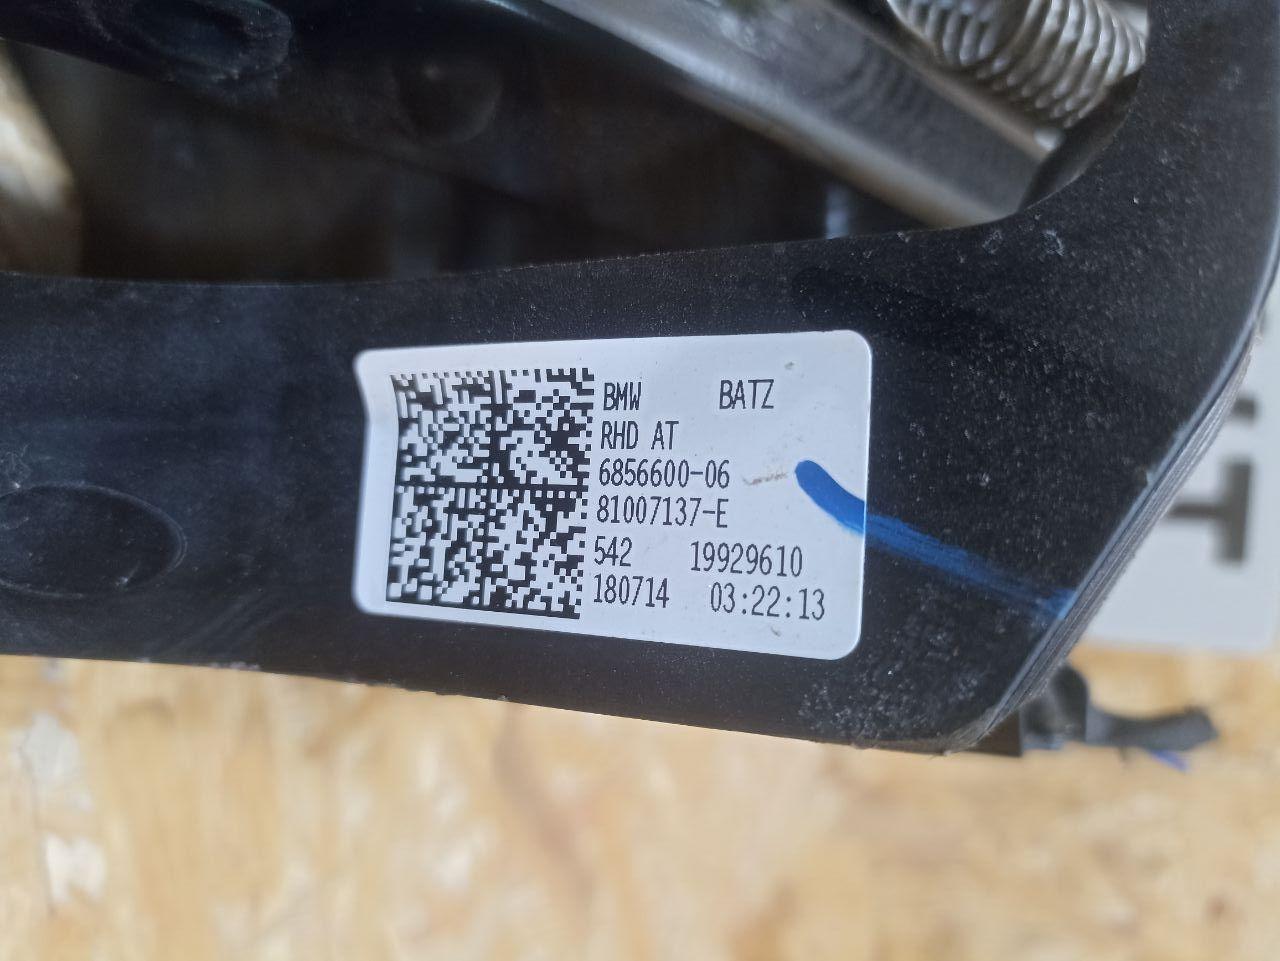 BMW BATZ
RHD AT
6856600-06
81007137-E
542 19929610
180714 03:22:13